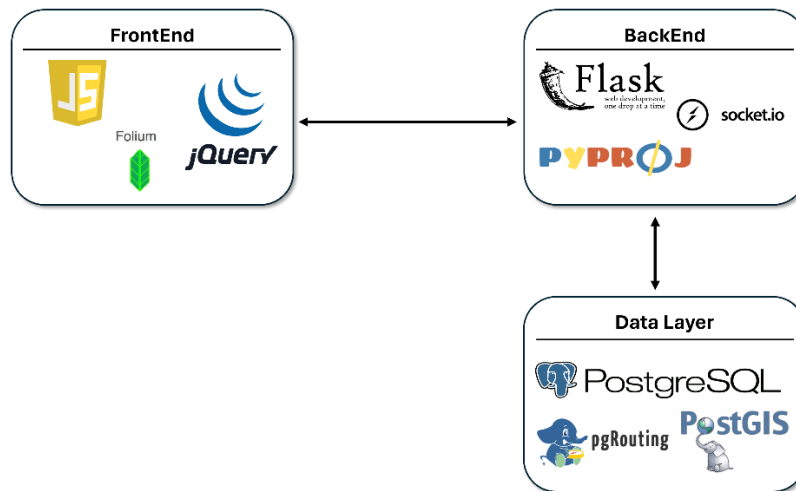 FrontEnd
JS
Folium
jQuery
BackEnd
Flask
web development,
one drop at a time
socket.io
PYPROJ
Data Layer
PostgreSQL
pgRouting
PostGIS